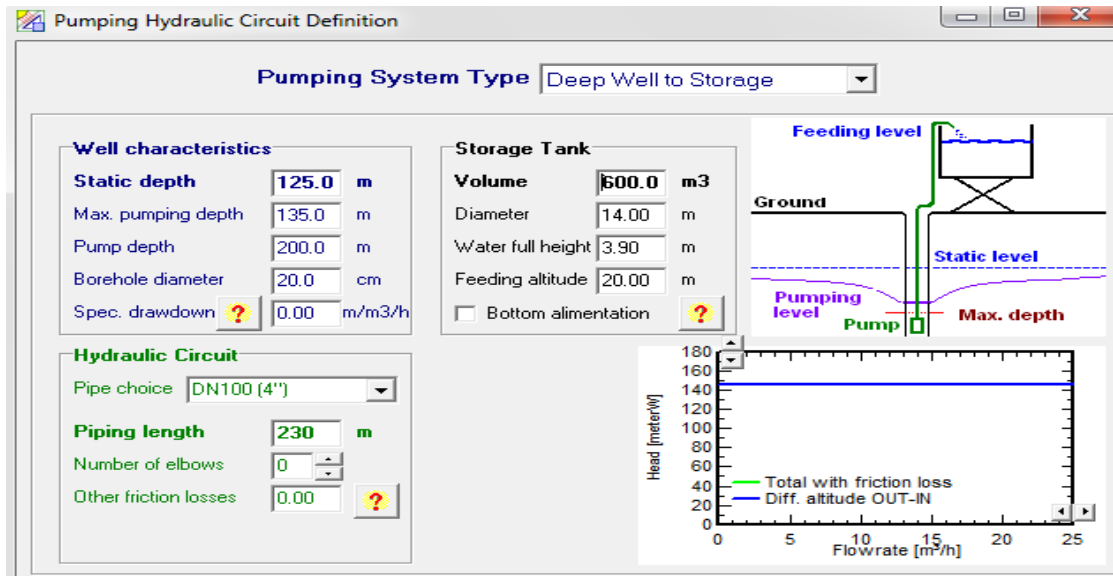 Pumping Hydraulic Circuit Definition
Pumping System Type Deep Well to Storage
Well characteristics
Static depth 125.0 m
Max. pumping depth 135.0 m
Pump depth 200.0 m
Borehole diameter 20.0 cm
Spec. drawdown ? 0.00 m/m3/h
Storage Tank
Volume 600.0 m3
Diameter 14.00 m
Water full height 3.90 m
Feeding altitude 20.00 m
Bottom alimentation ?
Feeding level
Ground
Static level
Pumping
level
Max. depth
Pump
Hydraulic Circuit
Pipe choice DN100 (4")
Piping length 230 m
Number of elbows 0
Other friction losses 0.00 ?
Head [meterW]
180
160
140
120
100
80
60
40
20
0
Total with friction loss
Diff. altitude OUT-IN
0 5 10 15 20 25
Flowrate [m³/h]